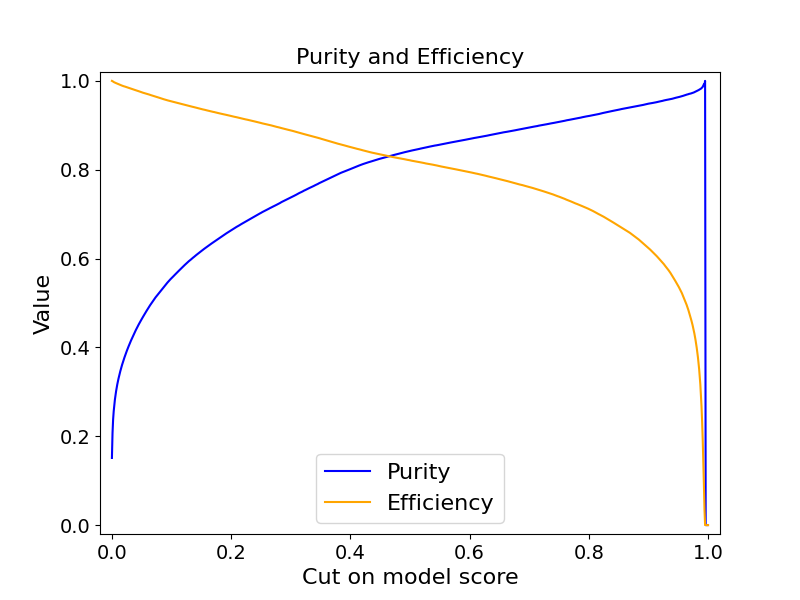 Purity and Efficiency
1.0
0.8
0.6
0.4
0.2
0.0
Value
Purity
Efficiency
0.0 0.2 0.4 0.6 0.8 1.0
Cut on model score